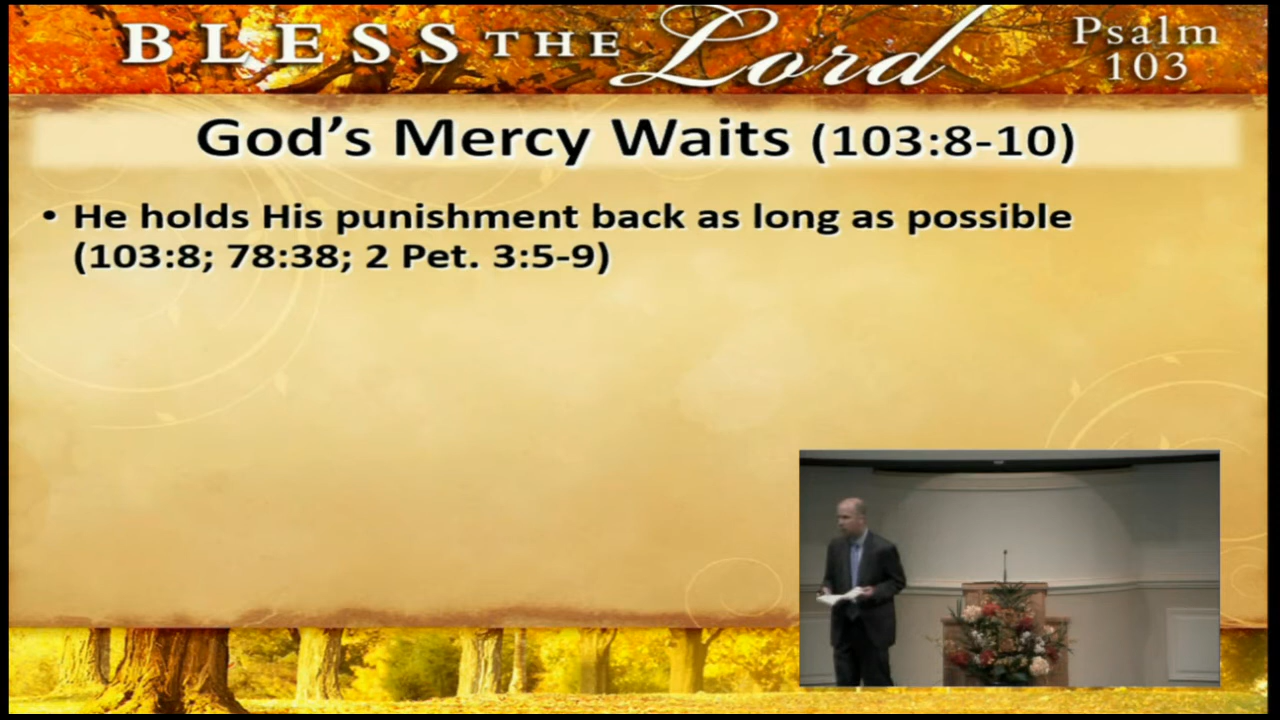 BLESS THE Lord Psalm
103
God's Mercy Waits (103:8-10)
• He holds His punishment back as long as possible
(103:8; 78:38; 2 Pet. 3:5-9)